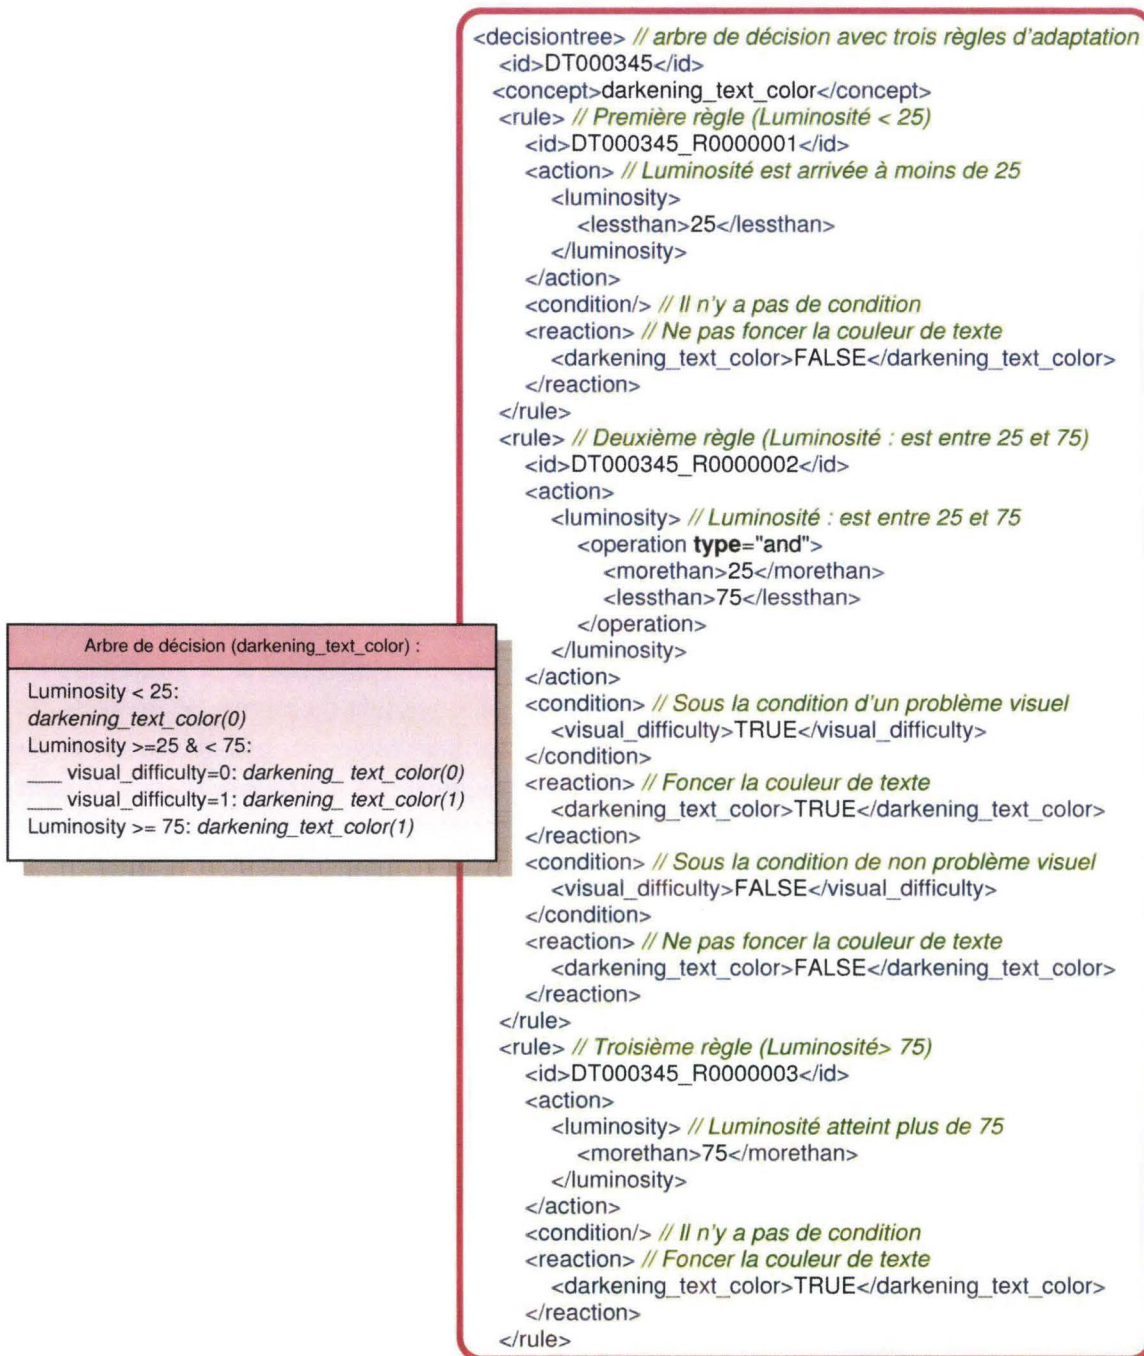 <decisiontree> // arbre de décision avec trois règles d'adaptation
<id>DT000345</id>
<concept>darkening_text_color</concept>
<rule> // Première règle (Luminosité < 25)
<id>DT000345_R0000001</id>
<action> // Luminosité est arrivée à moins de 25
<luminosity>
<lessthan>25</lessthan>
</luminosity>
</action>
<condition/> // Il n'y a pas de condition
<reaction> // Ne pas foncer la couleur de texte
<darkening_text_color>FALSE</darkening_text_color>
</reaction>
</rule>
<rule> // Deuxième règle (Luminosité : est entre 25 et 75)
<id>DT000345_R0000002</id>
<action>
<luminosity> // Luminosité : est entre 25 et 75
<operation type="and">
<morethan>25</morethan>
<lessthan>75</lessthan>
</operation>
</luminosity>
</action>
<condition> // Sous la condition d'un problème visuel
<visual_difficulty>TRUE</visual_difficulty>
</condition>
<reaction> // Foncer la couleur de texte
<darkening_text_color>TRUE</darkening_text_color>
</reaction>
<condition> // Sous la condition de non problème visuel
<visual_difficulty>FALSE</visual_difficulty>
</condition>
<reaction> // Ne pas foncer la couleur de texte
<darkening_text_color>FALSE</darkening_text_color>
</reaction>
</rule>
<rule> // Troisième règle (Luminosité> 75)
<id>DT000345_R0000003</id>
<action>
<luminosity> // Luminosité atteint plus de 75
<morethan>75</morethan>
</luminosity>
</action>
<condition/> // Il n'y a pas de condition
<reaction> // Foncer la couleur de texte
<darkening_text_color>TRUE</darkening_text_color>
</reaction>
</rule>
Arbre de décision (darkening_text_color) :
Luminosity < 25:
darkening_text_color(0)
Luminosity >=25 & < 75:
___ visual_difficulty=0: darkening_ text_color(0)
___ visual_difficulty=1: darkening_ text_color(1)
Luminosity >= 75: darkening_text_color(1)